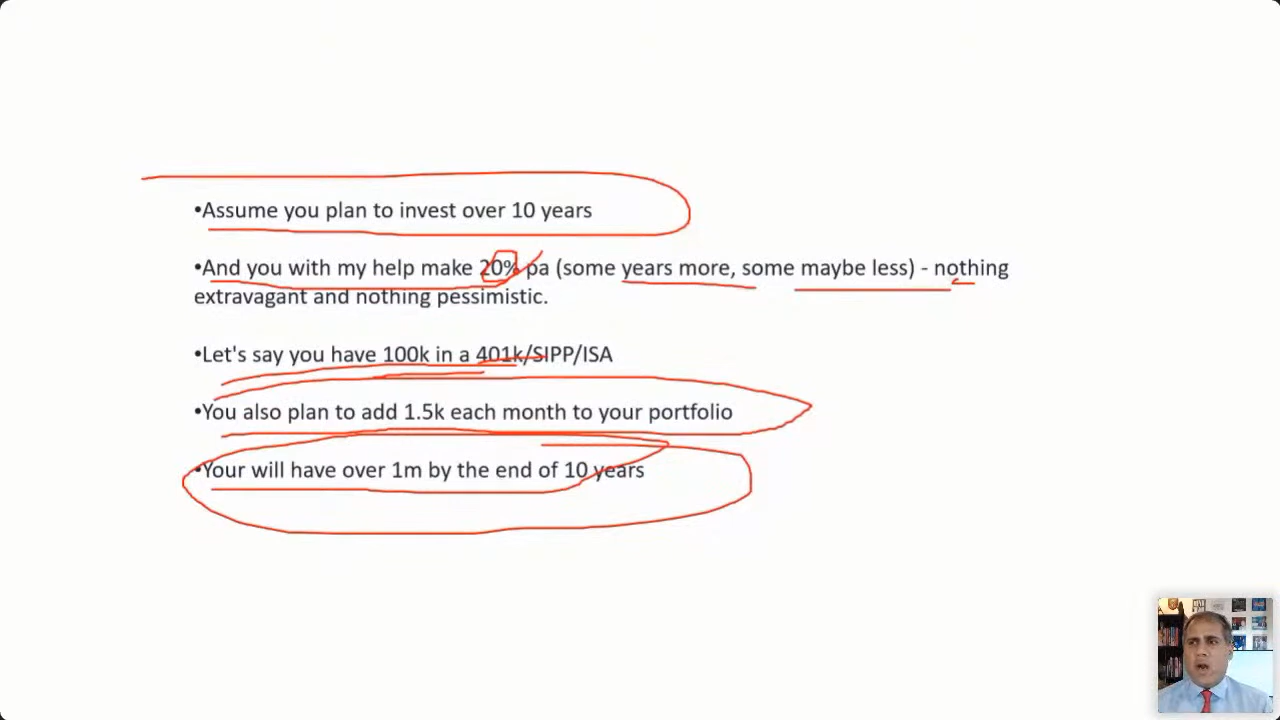 •Assume you plan to invest over 10 years
•And you with my help make 20% pa (some years more, some maybe less) - nothing
extravagant and nothing pessimistic.
•Let's say you have 100k in a 401k/SIPP/ISA
•You also plan to add 1.5k each month to your portfolio
•Your will have over 1m by the end of 10 years